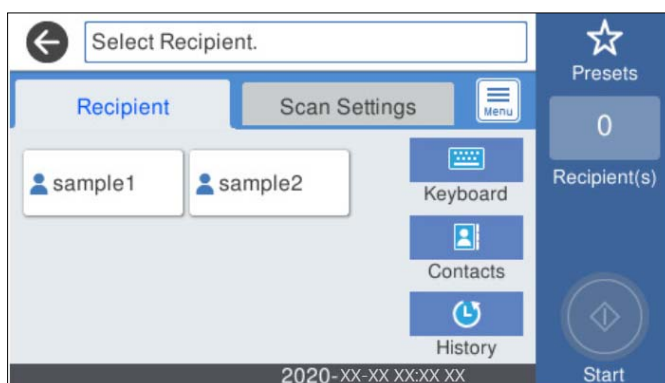 Select Recipient.
Presets
Recipient
Scan Settings
Menu
0
Recipient(s)
sample1
sample2
Keyboard
Contacts
History
2020-XX-XX XX:XX XX
Start